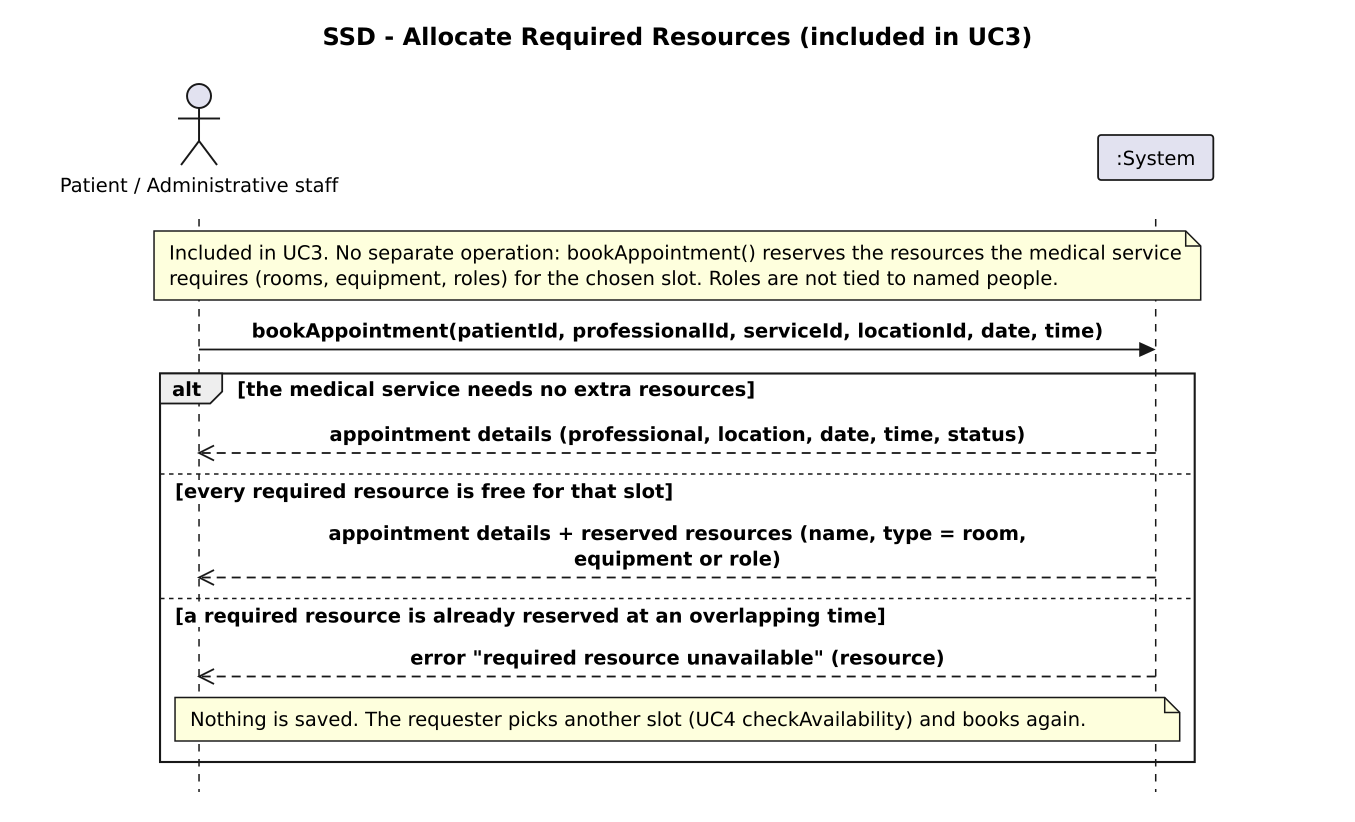 SSD - Allocate Required Resources (included in UC3)
Patient / Administrative staff
:System
Included in UC3. No separate operation: bookAppointment() reserves the resources the medical service
requires (rooms, equipment, roles) for the chosen slot. Roles are not tied to named people.
bookAppointment(patientId, professionalId, serviceId, locationId, date, time)
alt [the medical service needs no extra resources]
appointment details (professional, location, date, time, status)
[every required resource is free for that slot]
appointment details + reserved resources (name, type = room,
equipment or role)
[a required resource is already reserved at an overlapping time]
error "required resource unavailable" (resource)
Nothing is saved. The requester picks another slot (UC4 checkAvailability) and books again.